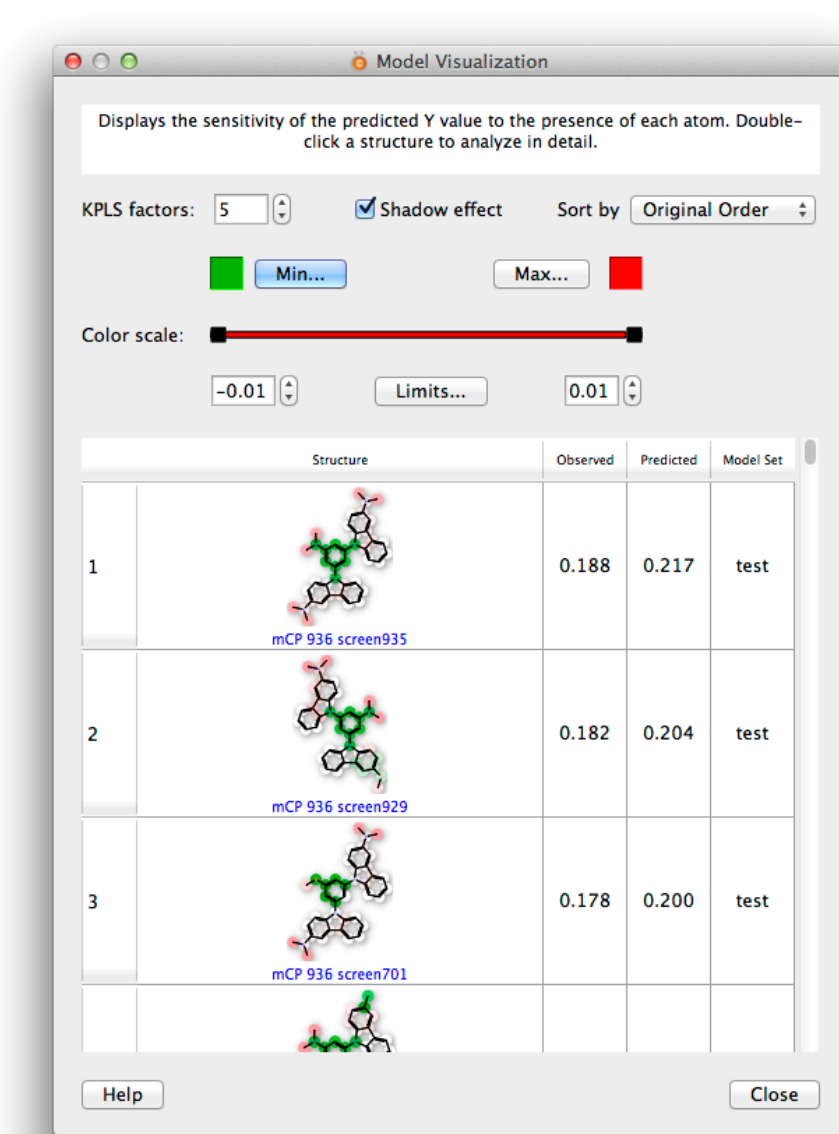 Model Visualization
Displays the sensitivity of the predicted Y value to the presence of each atom. Double-
click a structure to analyze in detail.
KPLS factors: 5 Shadow effect Sort by Original Order
Min... Max...
Color scale:
-0.01 Limits... 0.01
Structure Observed Predicted Model Set
1 0.188 0.217 test
mCP 936 screen935
2 0.182 0.204 test
mCP 936 screen929
3 0.178 0.200 test
mCP 936 screen701
Help Close